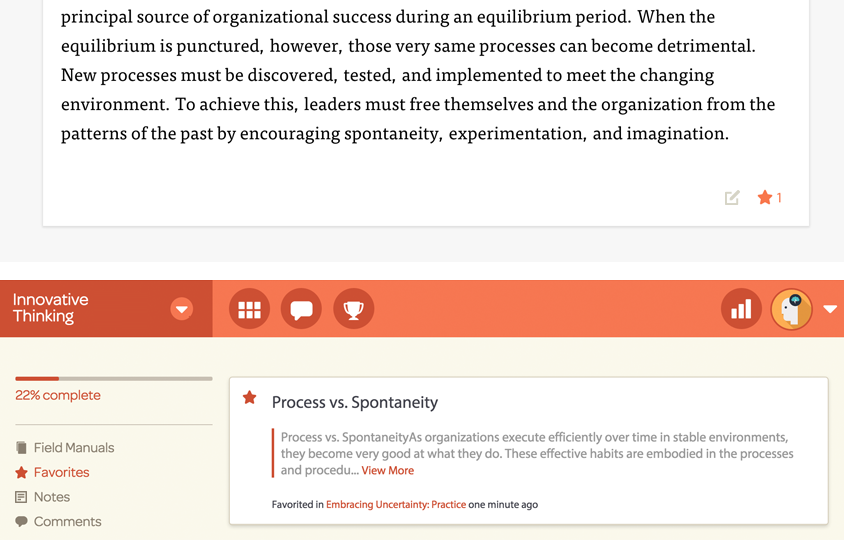 principal source of organizational success during an equilibrium period. When the
equilibrium is punctured, however, those very same processes can become detrimental.
New processes must be discovered, tested, and implemented to meet the changing
environment. To achieve this, leaders must free themselves and the organization from the
patterns of the past by encouraging spontaneity, experimentation, and imagination.
1
Innovative
Thinking
22% complete
Field Manuals
Favorites
Notes
Comments
Process vs. Spontaneity
Process vs. SpontaneityAs organizations execute efficiently over time in stable environments,
they become very good at what they do. These effective habits are embodied in the processes
and procedu... View More
Favorited in Embracing Uncertainty: Practice one minute ago